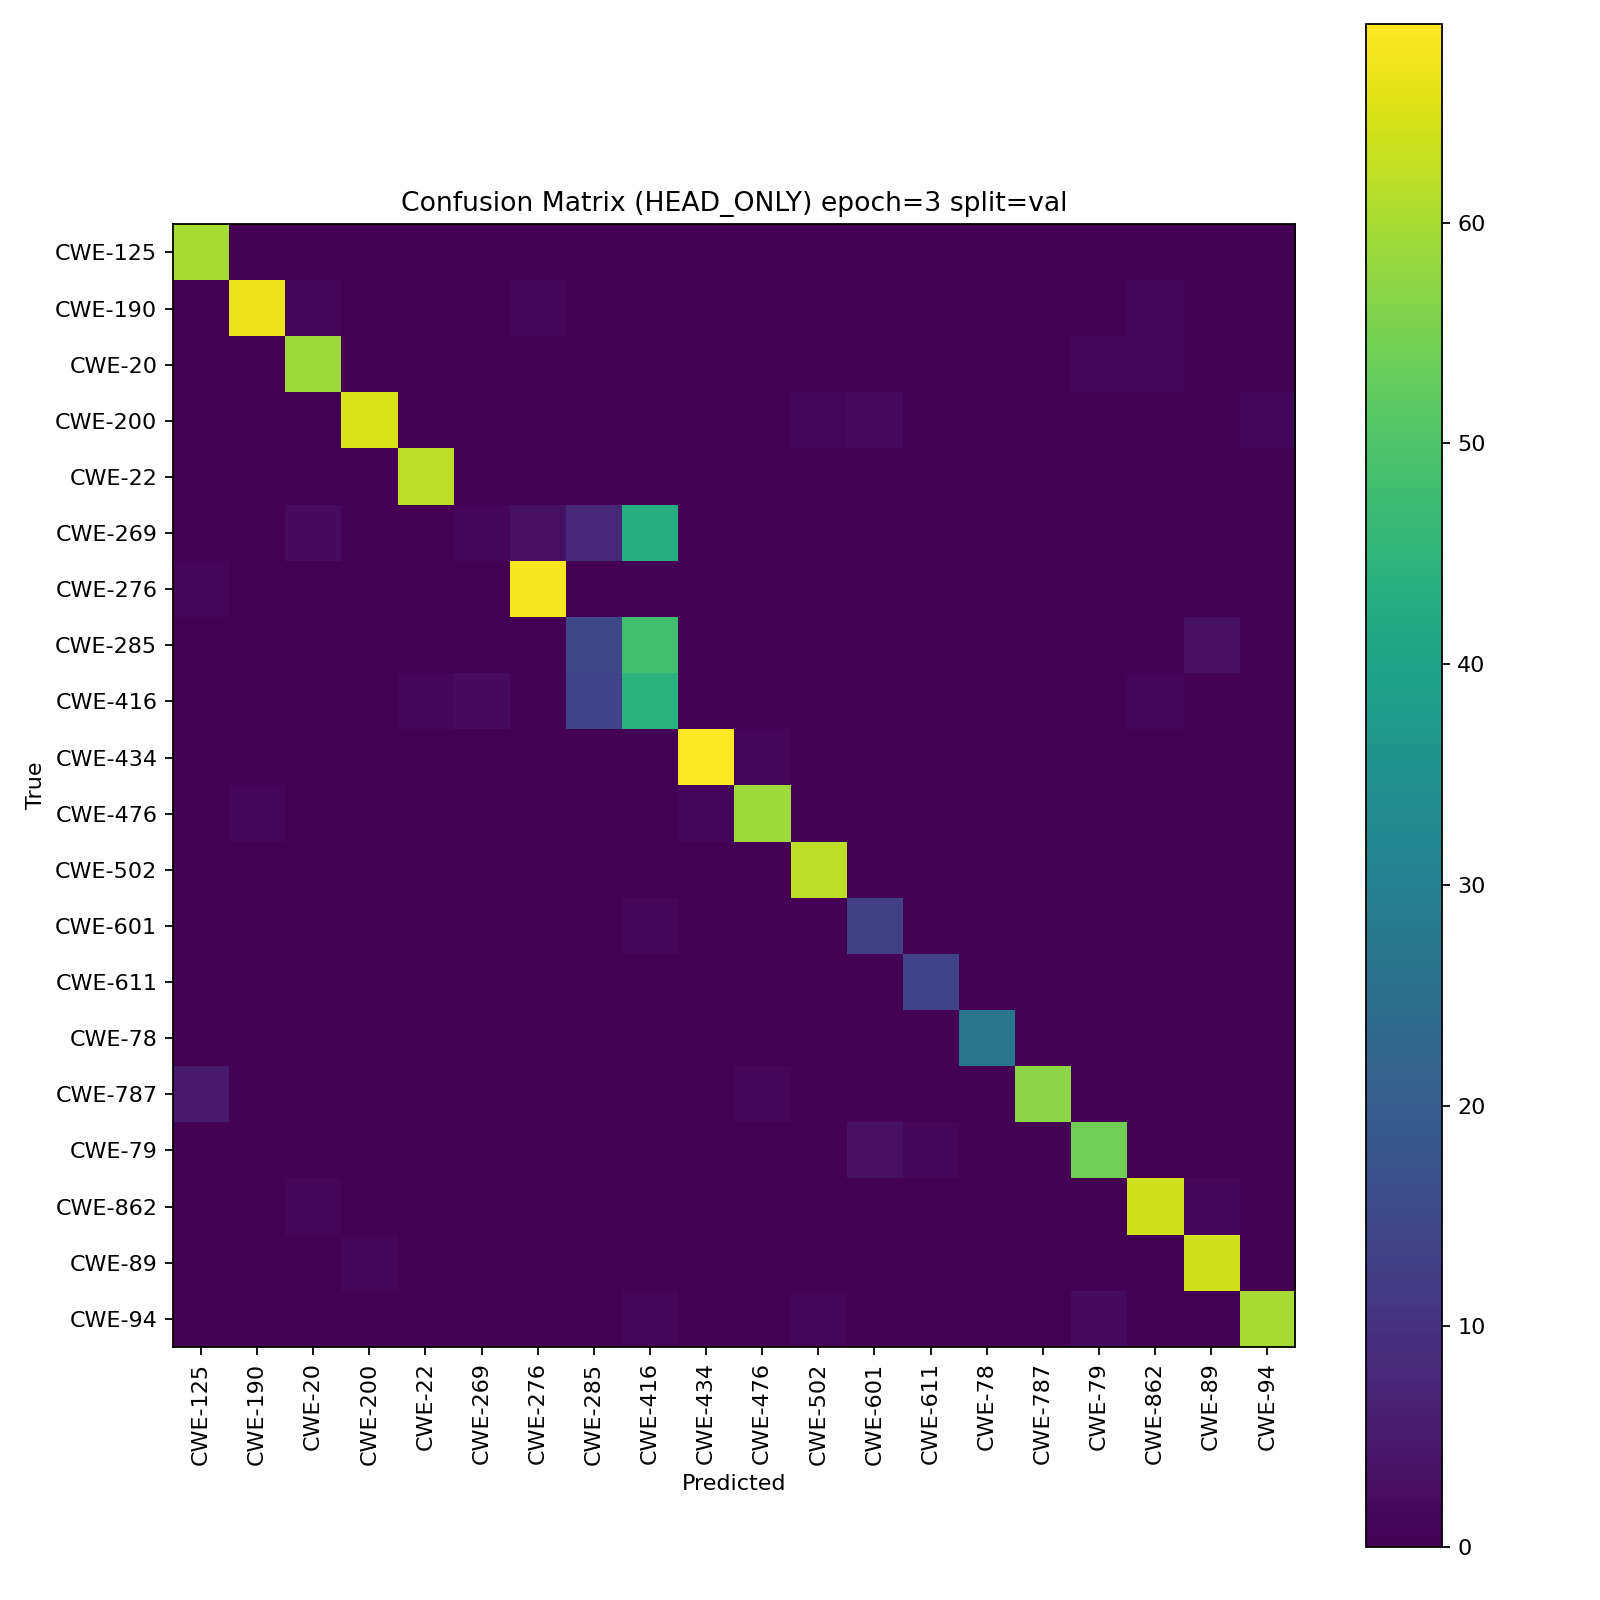 Confusion Matrix (HEAD_ONLY) epoch=3 split=val
True
CWE-125
CWE-190
CWE-20
CWE-200
CWE-22
CWE-269
CWE-276
CWE-285
CWE-416
CWE-434
CWE-476
CWE-502
CWE-601
CWE-611
CWE-78
CWE-787
CWE-79
CWE-862
CWE-89
CWE-94
CWE-125
CWE-190
CWE-20
CWE-200
CWE-22
CWE-269
CWE-276
CWE-285
CWE-416
CWE-434
CWE-476
CWE-502
CWE-601
CWE-611
CWE-78
CWE-787
CWE-79
CWE-862
CWE-89
CWE-94
Predicted
60
50
40
30
20
10
0